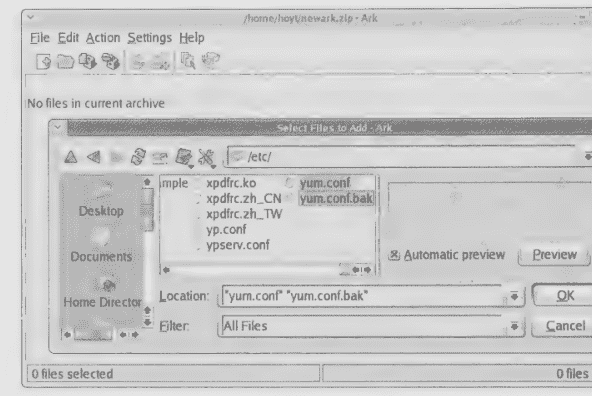 /home/hoyt/newark.zip - Ark
File Edit Action Settings Help
No files in current archive
Select Files to Add - Ark
/etc/
mple xpdfrc.ko yum.conf
xpdfrc.zh_CN yum.conf.bak
xpdfrc.zh_TW
yp.conf
ypserv.conf
Desktop
Documents
Home Director
Automatic preview Preview
Location: "yum.conf" "yum.conf.bak" OK
Filter: All Files Cancel
0 files selected 0 files